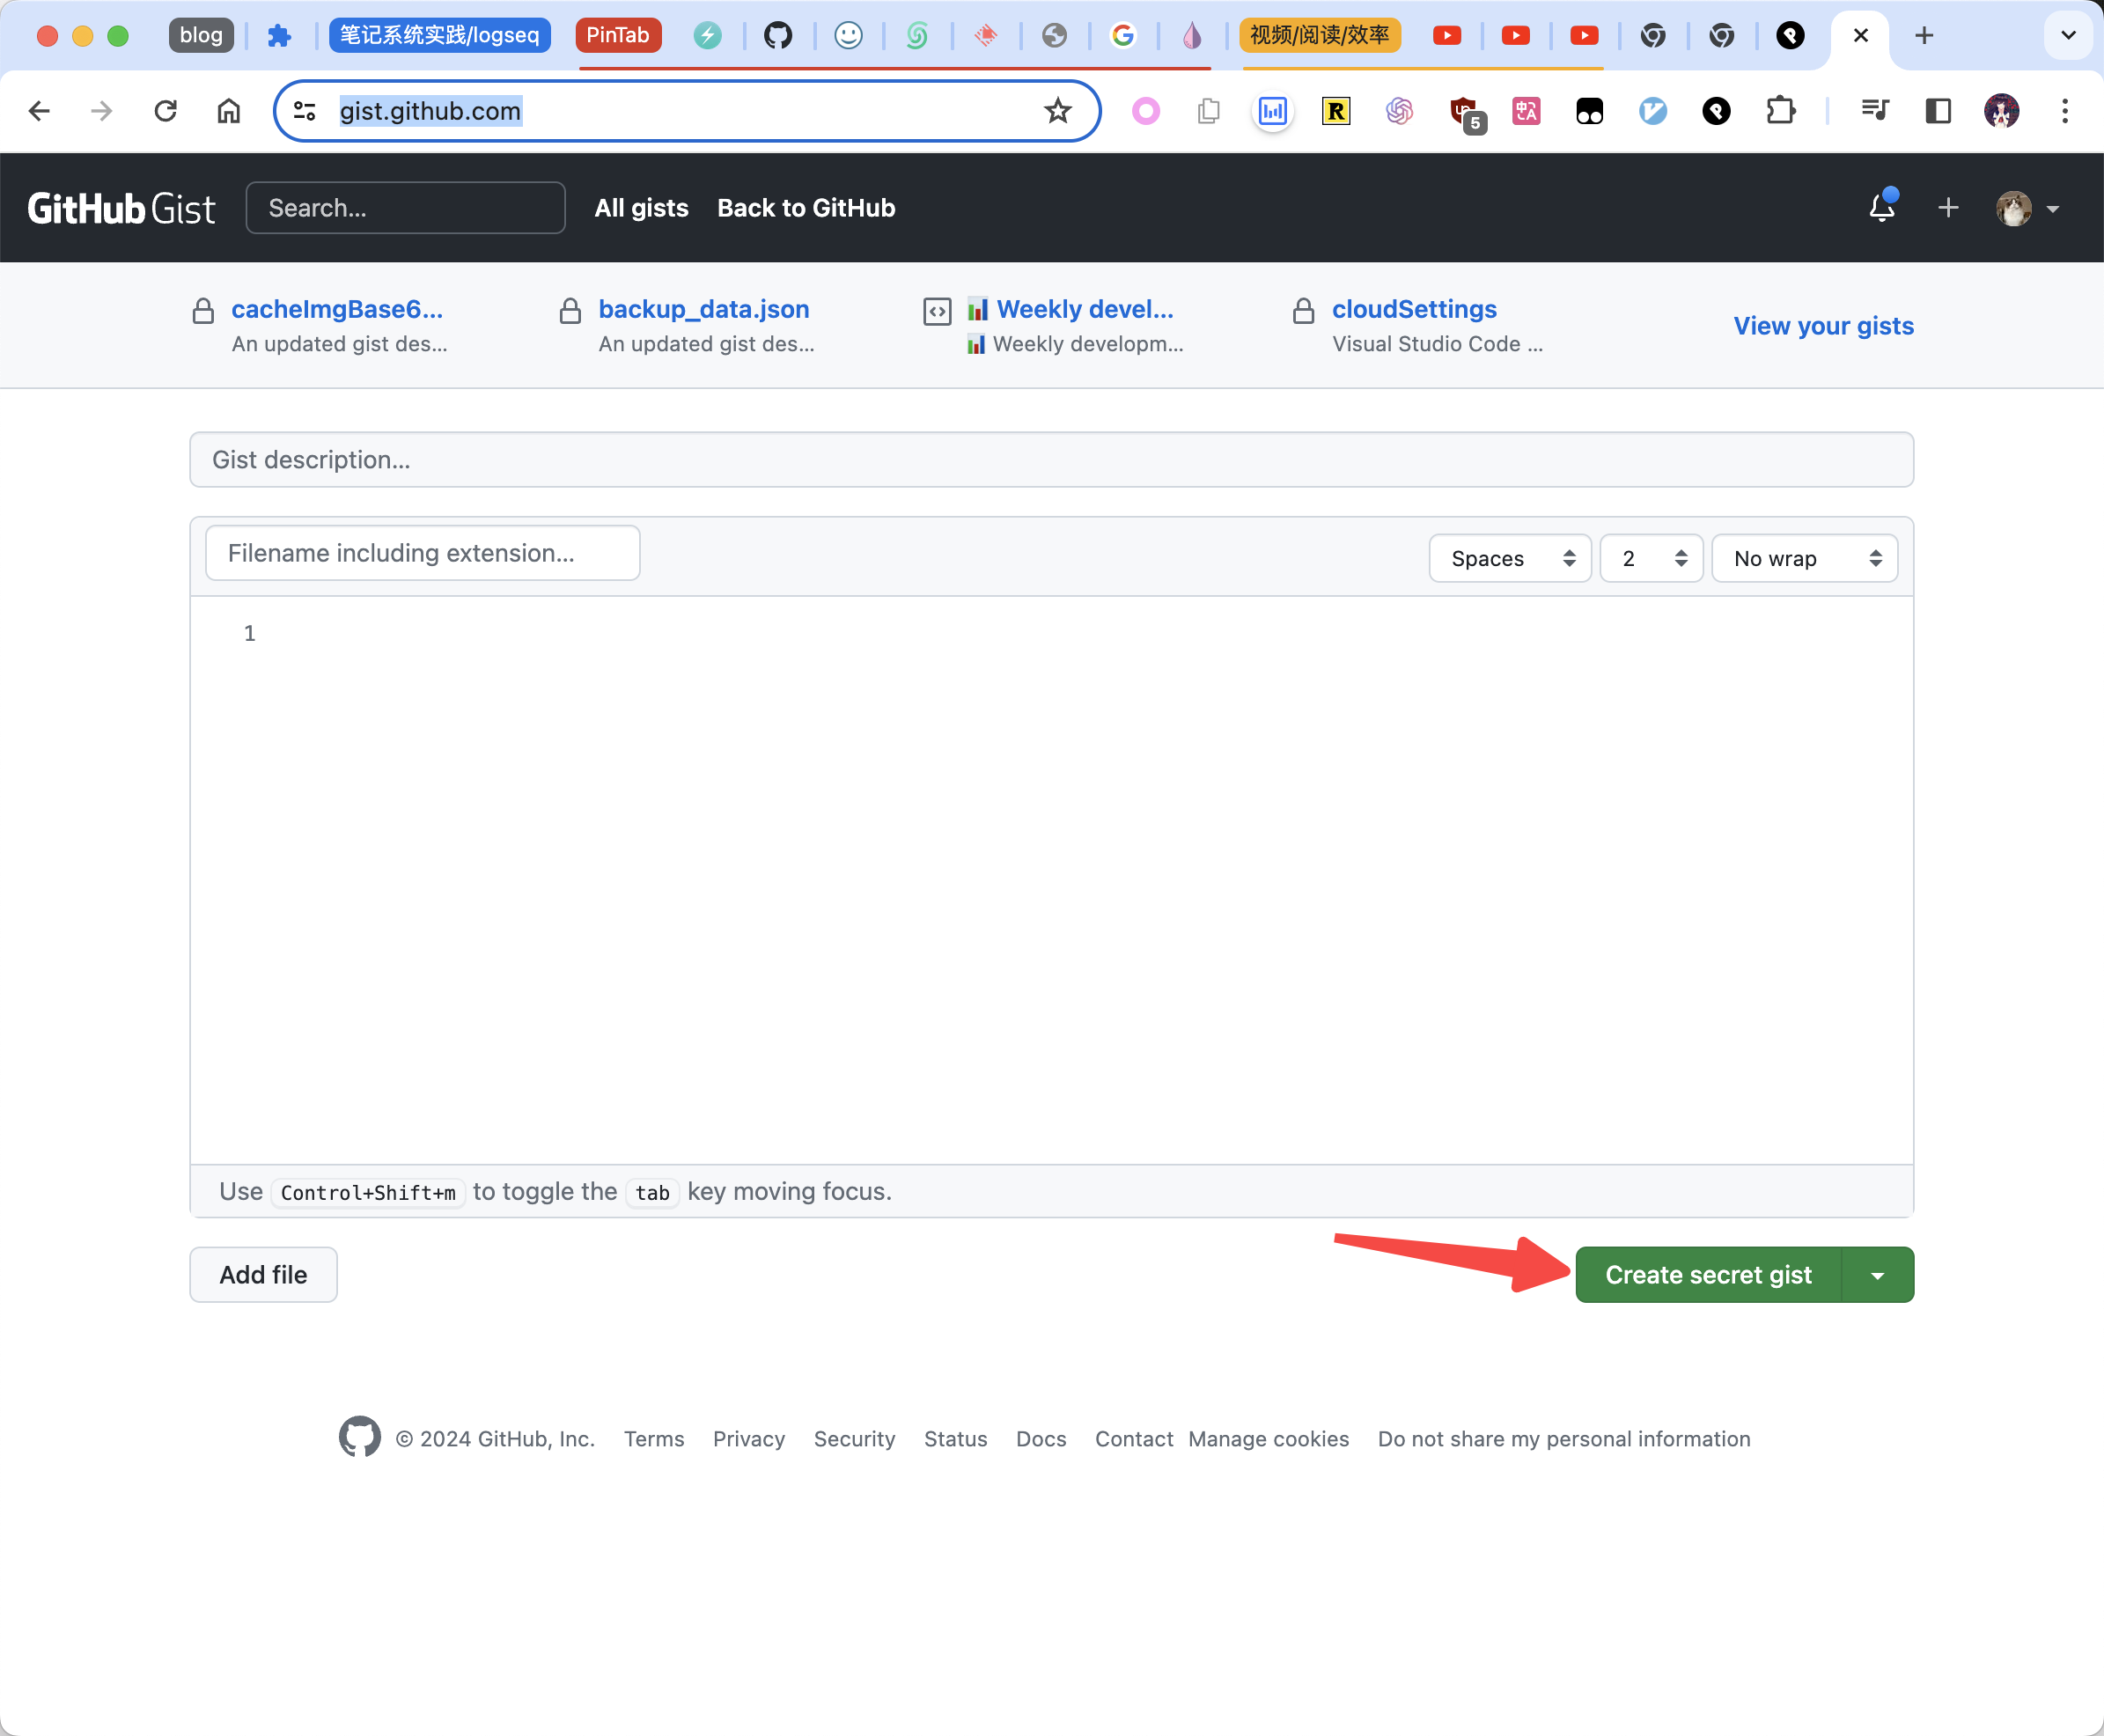 blog
笔记系统实践/logseq
PinTab
视频/阅读/效率
gist.github.com
5
GitHub Gist
Search...
All gists
Back to GitHub
cacheImgBase6...
An updated gist des...
backup_data.json
An updated gist des...
Weekly devel...
Weekly developm...
cloudSettings
Visual Studio Code ...
View your gists
Gist description...
Filename including extension...
Spaces
2
No wrap
1
Use Control+Shift+m to toggle the tab key moving focus.
Add file
Create secret gist
© 2024 GitHub, Inc. Terms Privacy Security Status Docs Contact Manage cookies Do not share my personal information